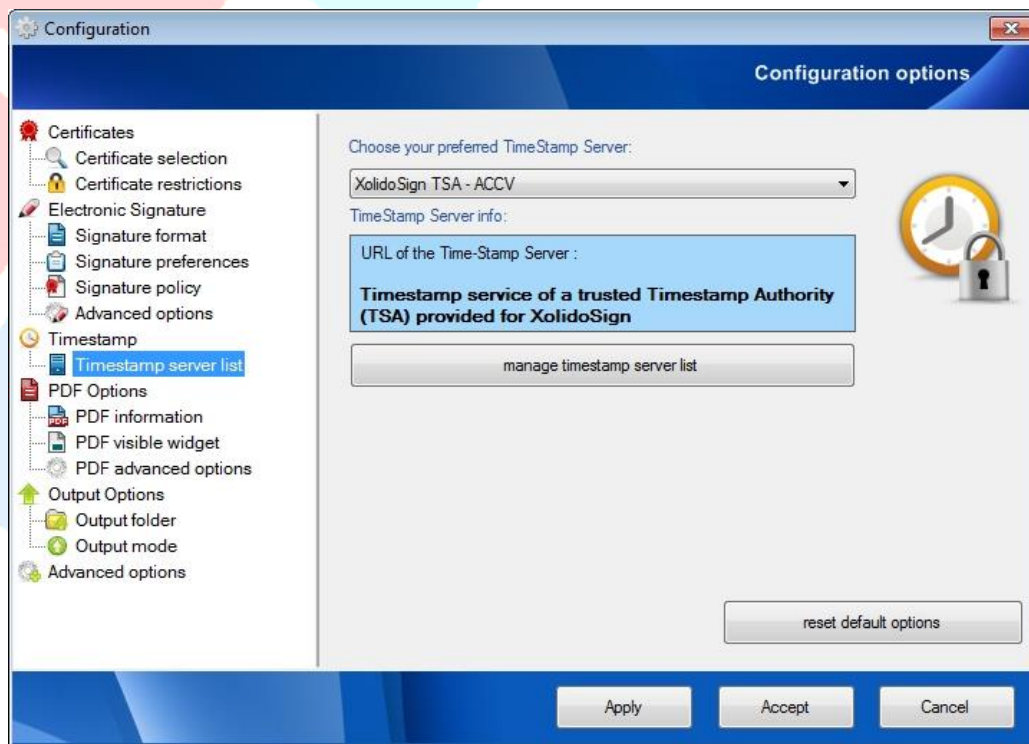 Configuration
Configuration options
Certificates
Certificate selection
Certificate restrictions
Electronic Signature
Signature format
Signature preferences
Signature policy
Advanced options
Timestamp
Timestamp server list
PDF Options
PDF information
PDF visible widget
PDF advanced options
Output Options
Output folder
Output mode
Advanced options
Choose your preferred TimeStamp Server:
XolidoSign TSA - ACCV
TimeStamp Server info:
URL of the Time-Stamp Server :
Timestamp service of a trusted Timestamp Authority
(TSA) provided for XolidoSign
manage timestamp server list
reset default options
Apply
Accept
Cancel